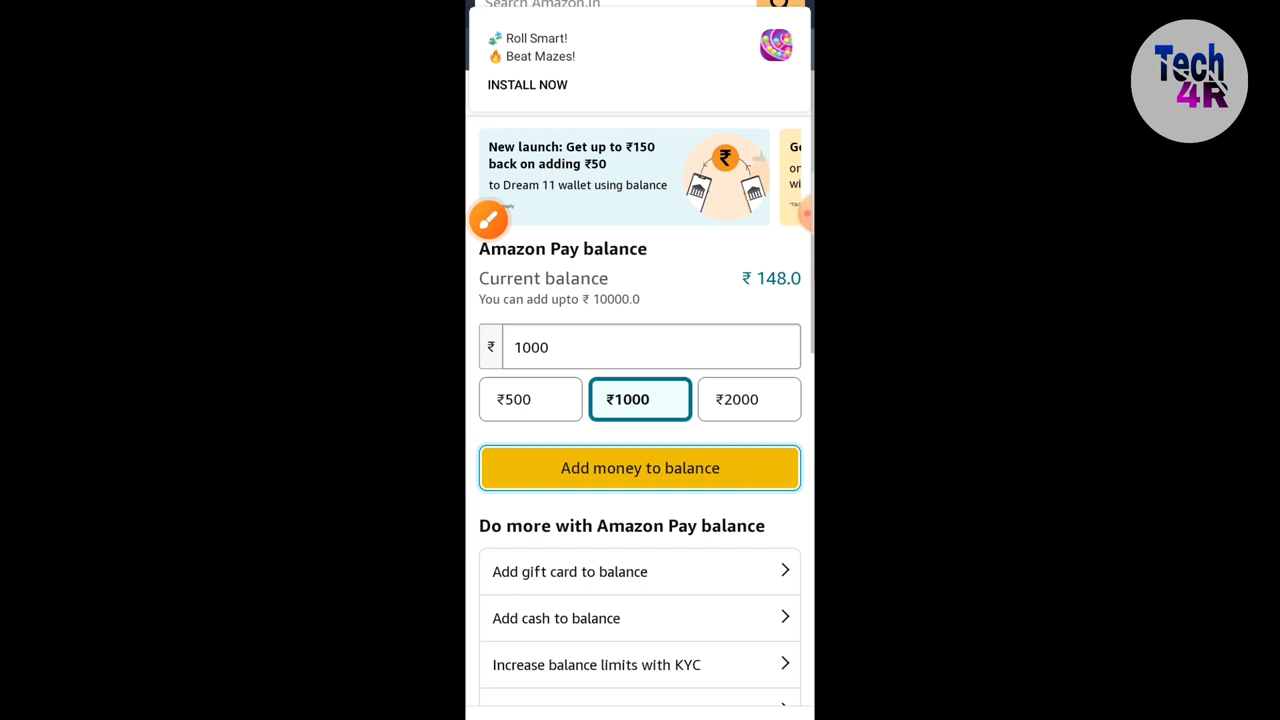 Search Amazon.in
Roll Smart!
Beat Mazes!
INSTALL NOW
Tech
4R
New launch: Get up to ₹150
back on adding ₹50
to Dream 11 wallet using balance
₹
Amazon Pay balance
Current balance ₹ 148.0
You can add upto ₹ 10000.0
₹ 1000
₹500 ₹1000 ₹2000
Add money to balance
Do more with Amazon Pay balance
Add gift card to balance
Add cash to balance
Increase balance limits with KYC